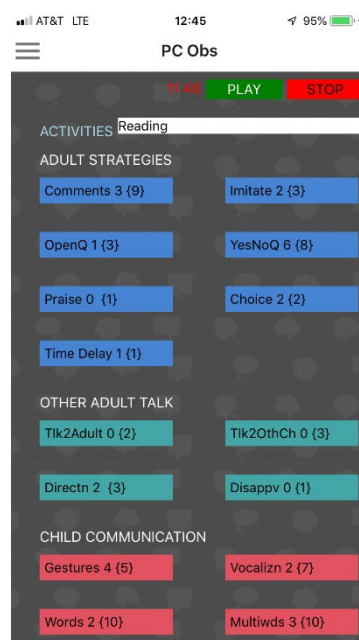 AT&T LTE 12:45 95%
PC Obs
11:48 PLAY STOP
ACTIVITIES Reading
ADULT STRATEGIES
Comments 3 {9} Imitate 2 {3}
OpenQ 1 {3} YesNoQ 6 {8}
Praise 0 {1} Choice 2 {2}
Time Delay 1 {1}
OTHER ADULT TALK
Tlk2Adult 0 {2} Tlk2OthCh 0 {3}
Directn 2 {3} Disappv 0 {1}
CHILD COMMUNICATION
Gestures 4 {5} Vocalizn 2 {7}
Words 2 {10} Multiwds 3 {10}